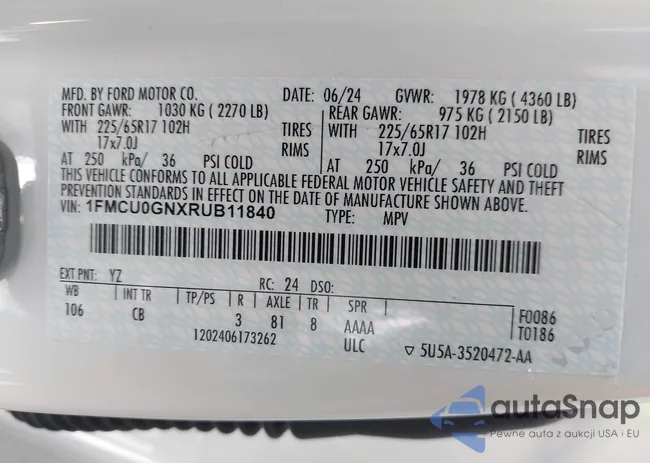 MFD. BY FORD MOTOR CO. DATE: 06/24 GVWR: 1978 KG ( 4360 LB)
FRONT GAWR: 1030 KG ( 2270 LB) REAR GAWR: 975 KG ( 2150 LB)
WITH 225/65R17 102H TIRES WITH 225/65R17 102H TIRES
17x7.0J RIMS 17x7.0J RIMS
AT 250 kPa/ 36 PSI COLD AT 250 kPa/ 36 PSI COLD
THIS VEHICLE CONFORMS TO ALL APPLICABLE FEDERAL MOTOR VEHICLE SAFETY AND THEFT
PREVENTION STANDARDS IN EFFECT ON THE DATE OF MANUFACTURE SHOWN ABOVE.
VIN: 1FMCU0GNXRUB11840 TYPE: MPV
EXT PNT: YZ RC: 24 DSO:
WB INT TR TP/PS R AXLE TR SPR F0086
106 CB 3 81 8 AAAA T0186
1202406173262 ULC ▽ 5U5A-3520472-AA
autoSnap
Pewne auta z aukcji USA i EU